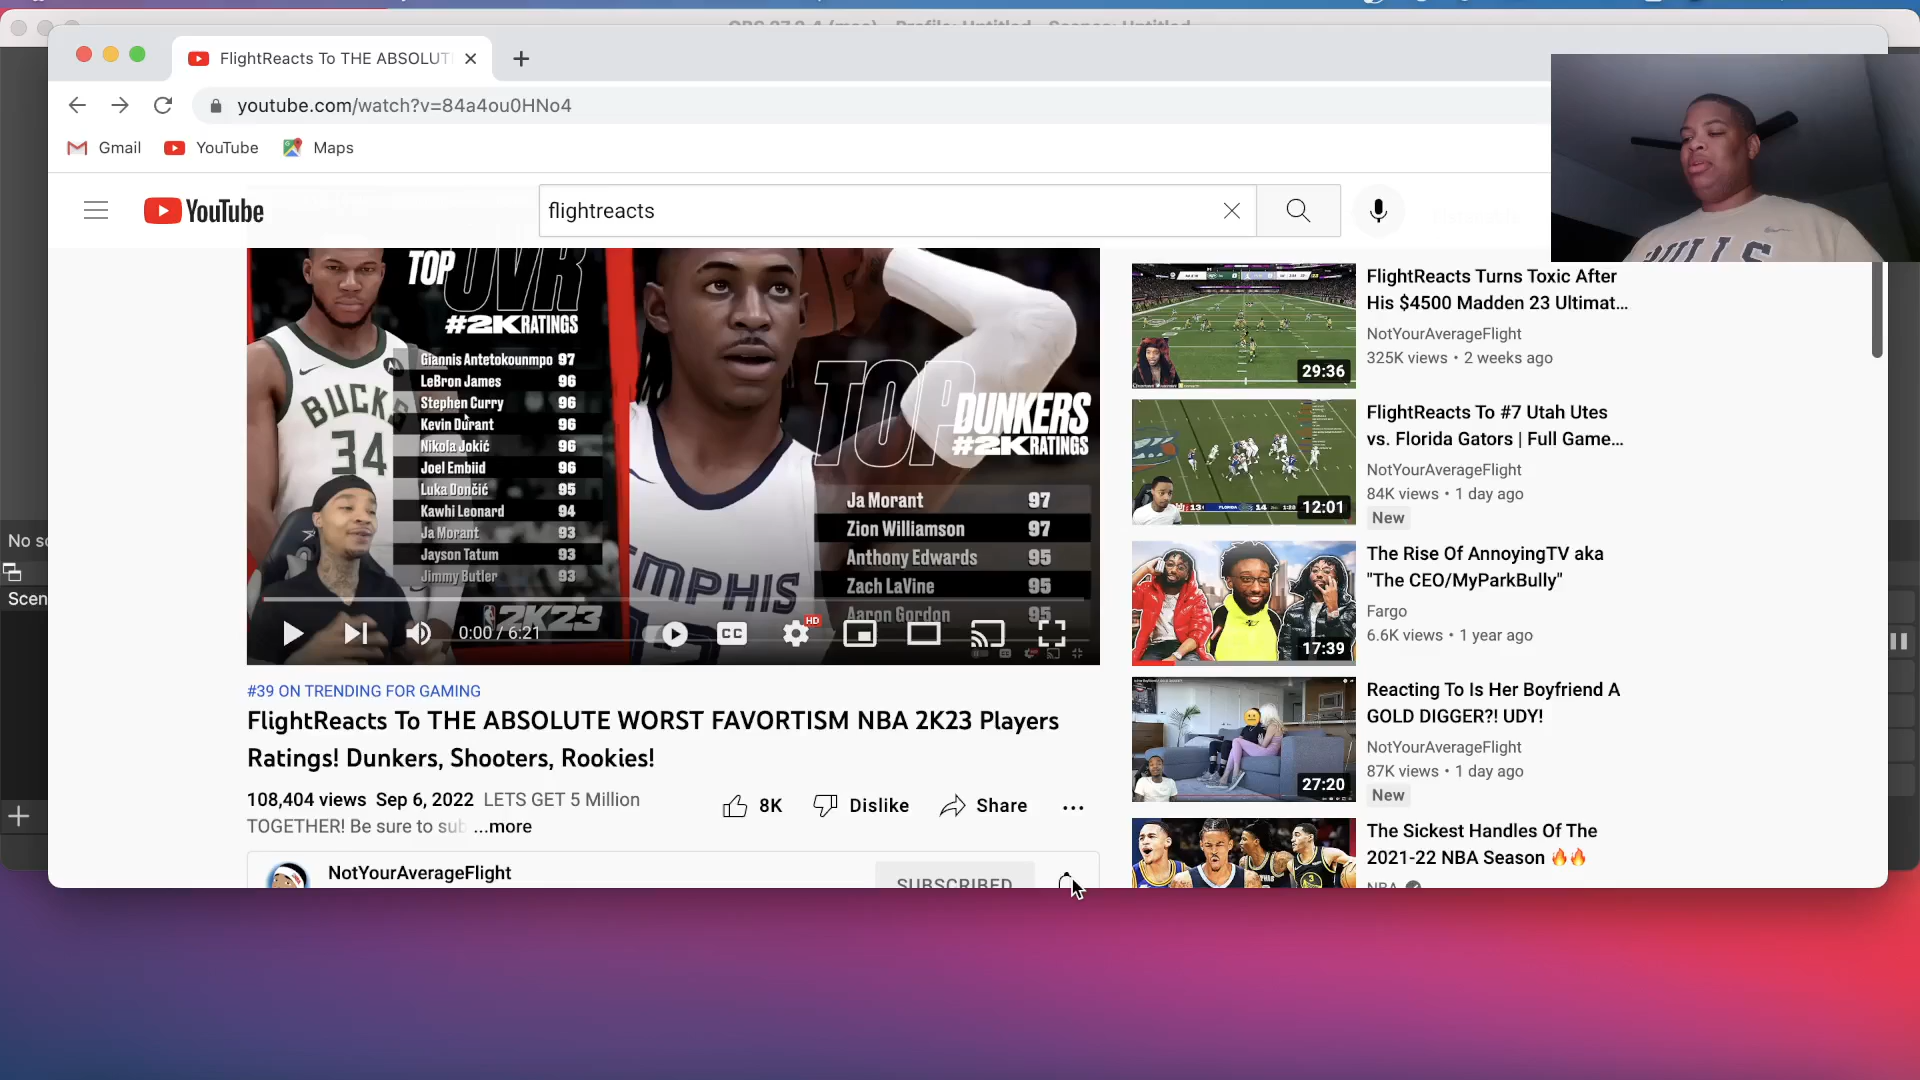 FlightReacts To THE ABSOLUT
youtube.com/watch?v=84a4ou0HNo4
Gmail
YouTube
Maps
YouTube
flightreacts
TOP OVR
#2KRATINGS
Giannis Antetokounmpo 97
LeBron James 96
Stephen Curry 96
Kevin Durant 96
Nikola Jokić 96
Joel Embiid 96
Luka Dončić 95
Kawhi Leonard 94
Ja Morant 93
Jayson Tatum 93
Jimmy Butler 93
2K23
BUCK
34
TOP
DUNKERS
#2KRATINGS
Ja Morant 97
Zion Williamson 97
Anthony Edwards 95
Zach LaVine 95
Aaron Gordon 95
MPHIS
0:00 / 6:21
CC
HD
#39 ON TRENDING FOR GAMING
FlightReacts To THE ABSOLUTE WORST FAVORTISM NBA 2K23 Players
Ratings! Dunkers, Shooters, Rookies!
108,404 views Sep 6, 2022 LETS GET 5 Million
TOGETHER! Be sure to sub ...more
8K
Dislike
Share
NotYourAverageFlight
SUBSCRIBED
FlightReacts Turns Toxic After
His $4500 Madden 23 Ultimat...
NotYourAverageFlight
325K views • 2 weeks ago
29:36
FlightReacts To #7 Utah Utes
vs. Florida Gators | Full Game...
NotYourAverageFlight
84K views • 1 day ago
New
12:01
The Rise Of AnnoyingTV aka
"The CEO/MyParkBully"
Fargo
6.6K views • 1 year ago
17:39
Reacting To Is Her Boyfriend A
GOLD DIGGER?! UDY!
NotYourAverageFlight
87K views • 1 day ago
New
27:20
The Sickest Handles Of The
2021-22 NBA Season 🔥🔥
NBA
BULLS
No so
Scen